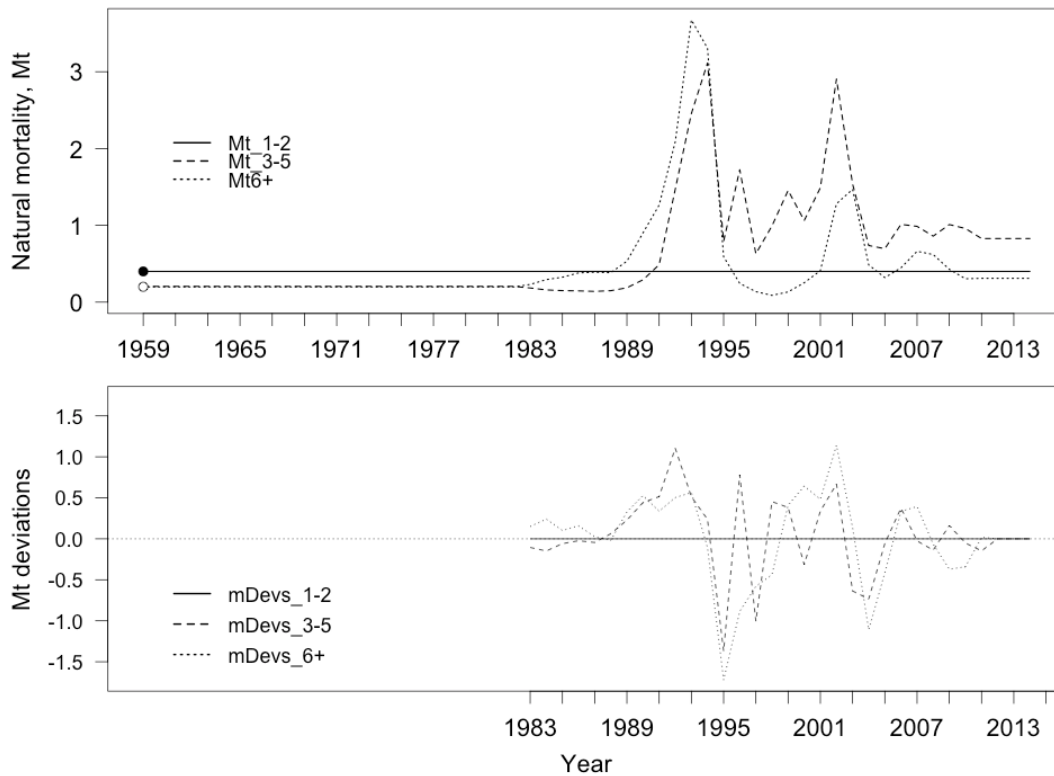 Natural mortality, Mt
3
2
1
0
Mt_1-2
Mt_3-5
Mt6+
1959 1965 1971 1977 1983 1989 1995 2001 2007 2013
Mt deviations
1.5
1.0
0.5
0.0
-0.5
-1.0
-1.5
mDevs_1-2
mDevs_3-5
mDevs_6+
1983 1989 1995 2001 2007 2013
Year